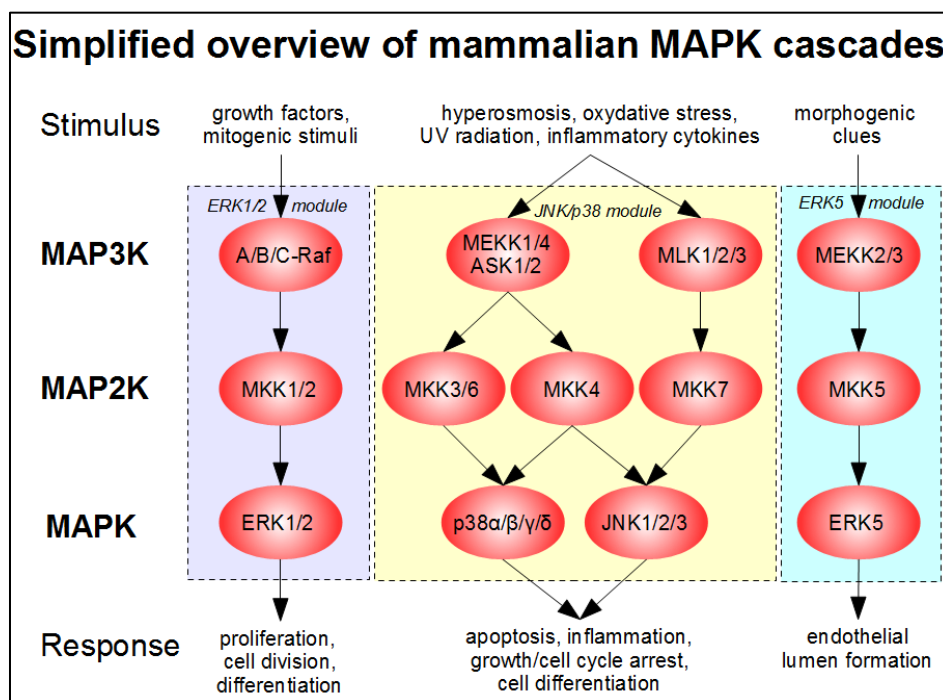 Simplified overview of mammalian MAPK cascades
Stimulus
growth factors,
mitogenic stimuli
hyperosmosis, oxydative stress,
UV radiation, inflammatory cytokines
morphogenic
clues
ERK1/2 module
JNK/p38 module
ERK5 module
MAP3K
A/B/C-Raf
MEKK1/4
ASK1/2
MLK1/2/3
MEKK2/3
MAP2K
MKK1/2
MKK3/6
MKK4
MKK7
MKK5
MAPK
ERK1/2
p38α/β/γ/δ
JNK1/2/3
ERK5
Response
proliferation,
cell division,
differentiation
apoptosis, inflammation,
growth/cell cycle arrest,
cell differentiation
endothelial
lumen formation